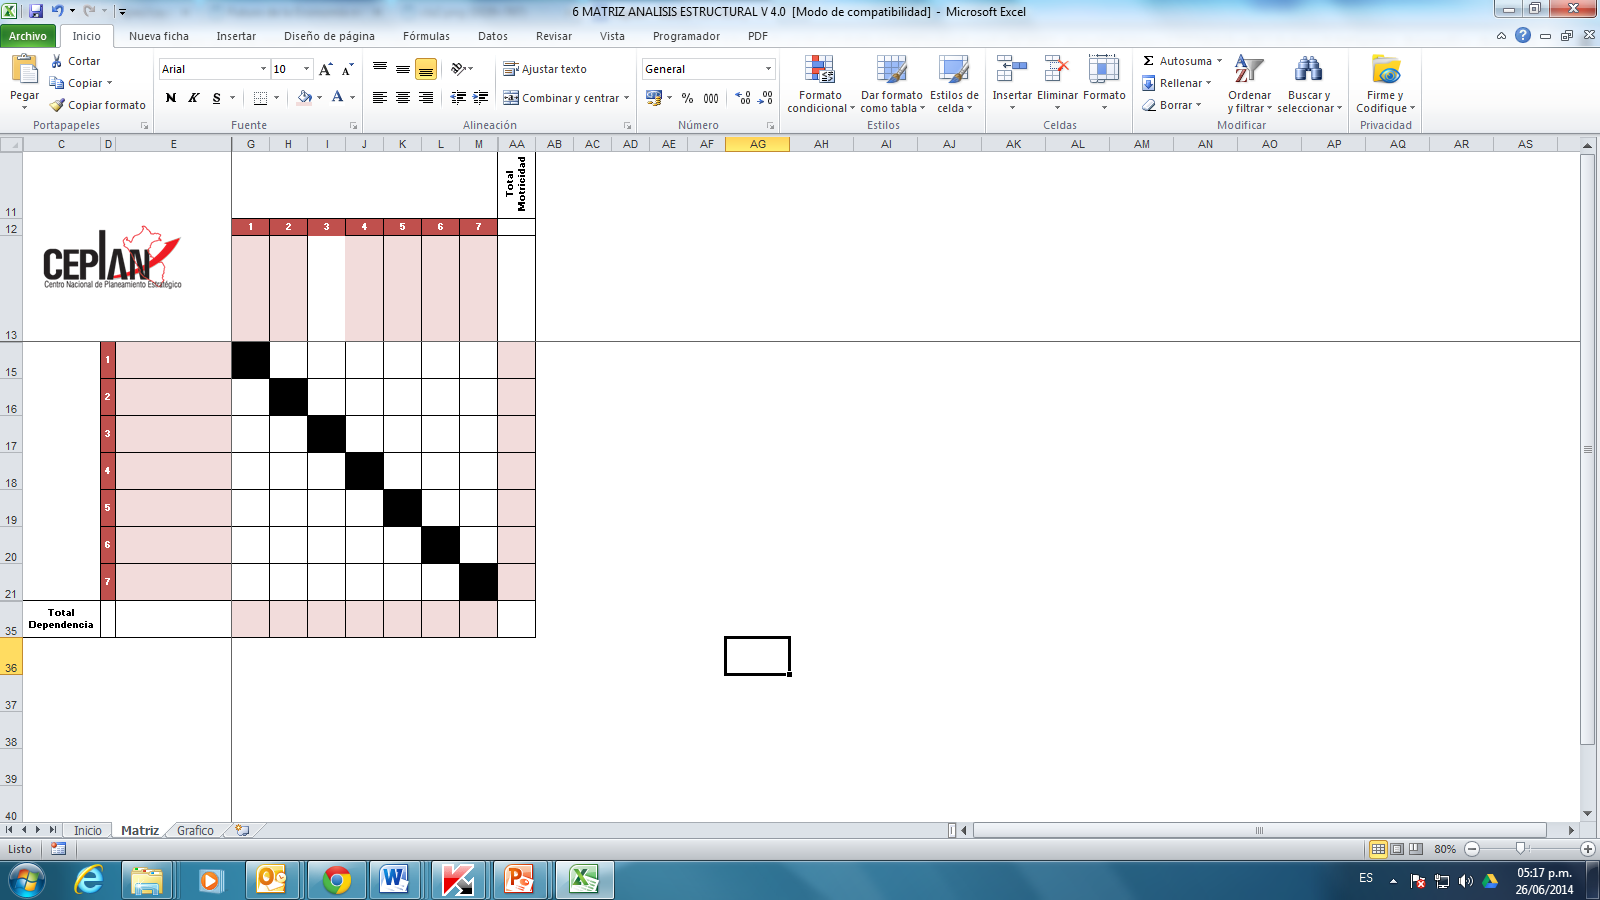 6 MATRIZ ANALISIS ESTRUCTURAL V 4.0 [Modo de compatibilidad] - Microsoft Excel
Archivo Inicio Nueva ficha Insertar Diseño de página Fórmulas Datos Revisar Vista Programador PDF
Pegar
Cortar
Copiar
Copiar formato
Portapapeles
Arial 10
N K S
A
Fuente
Ajustar texto
Combinar y centrar
Alineación
General
% 000
Número
Formato condicional
Dar formato como tabla
Estilos de celda
Estilos
Insertar Eliminar Formato
Celdas
Σ Autosuma
Rellenar
Borrar
Ordenar y filtrar
Buscar y seleccionar
Modificar
Firme y Codifique
Privacidad
C D E G H I J K L M AA AB AC AD AE AF AG AH AI AJ AK AL AM AN AO AP AQ AR AS
Total
Motricidad
11
12 1 2 3 4 5 6 7
CEPLAN
Centro Nacional de Planeamiento Estratégico
13
15 1
16 2
17 3
18 4
19 5
20 6
21 7
Total
Dependencia
35
36
37
38
39
40
Inicio Matriz Grafico
Listo 80%
ES 05:17 p.m.
26/06/2014